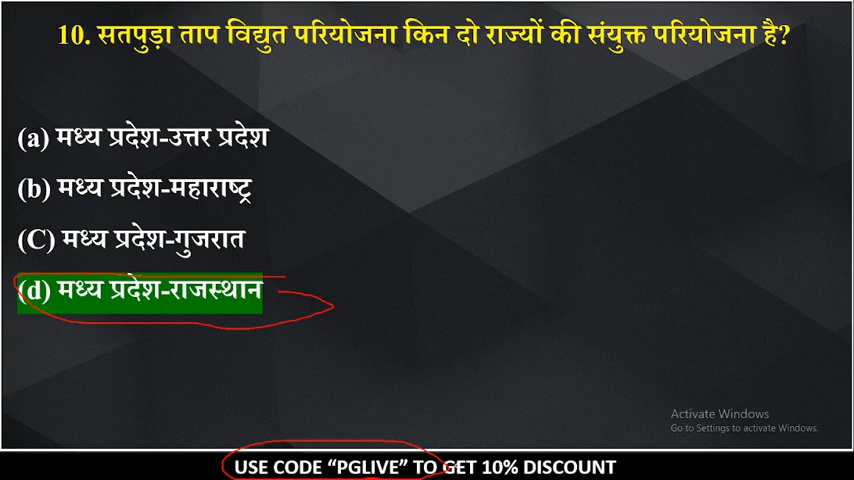 10. सतपुड़ा ताप विद्युत परियोजना किन दो राज्यों की संयुक्त परियोजना है?
(a) मध्य प्रदेश-उत्तर प्रदेश
(b) मध्य प्रदेश-महाराष्ट्र
(C) मध्य प्रदेश-गुजरात
(d) मध्य प्रदेश-राजस्थान
Activate Windows
Go to Settings to activate Windows.
USE CODE “PGLIVE” TO GET 10% DISCOUNT